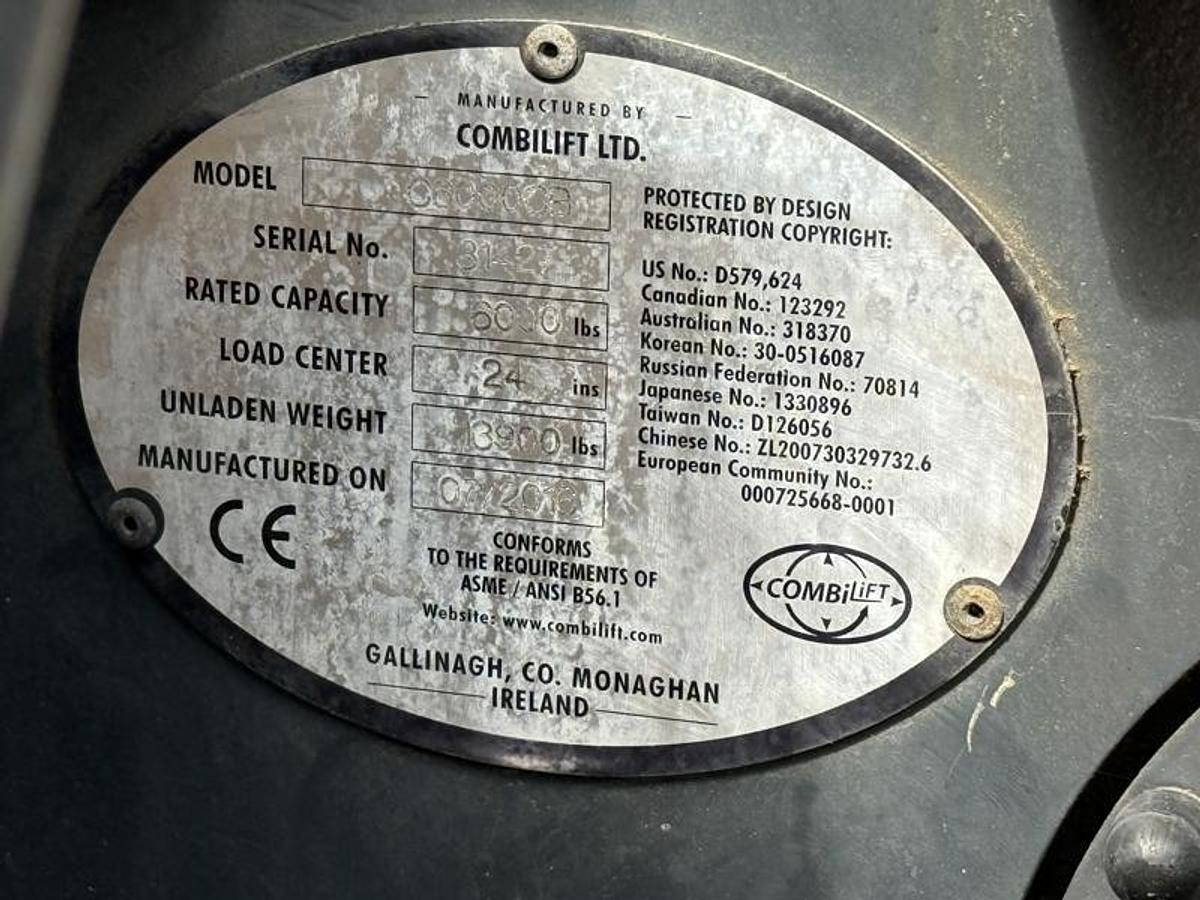 MANUFACTURED BY
COMBILIFT LTD.
MODEL
SERIAL No.
RATED CAPACITY 6000 lbs
LOAD CENTER 24 ins
UNLADEN WEIGHT lbs
MANUFACTURED ON
CE
CONFORMS
TO THE REQUIREMENTS OF
ASME / ANSI B56.1
Website: www.combilift.com
GALLINAGH, CO. MONAGHAN
IRELAND
PROTECTED BY DESIGN
REGISTRATION COPYRIGHT:
US No.: D579,624
Canadian No.: 123292
Australian No.: 318370
Korean No.: 30-0516087
Russian Federation No.: 70814
Japanese No.: 1330896
Taiwan No.: D126056
Chinese No.: ZL200730329732.6
European Community No.:
000725668-0001
COMBiLiFT